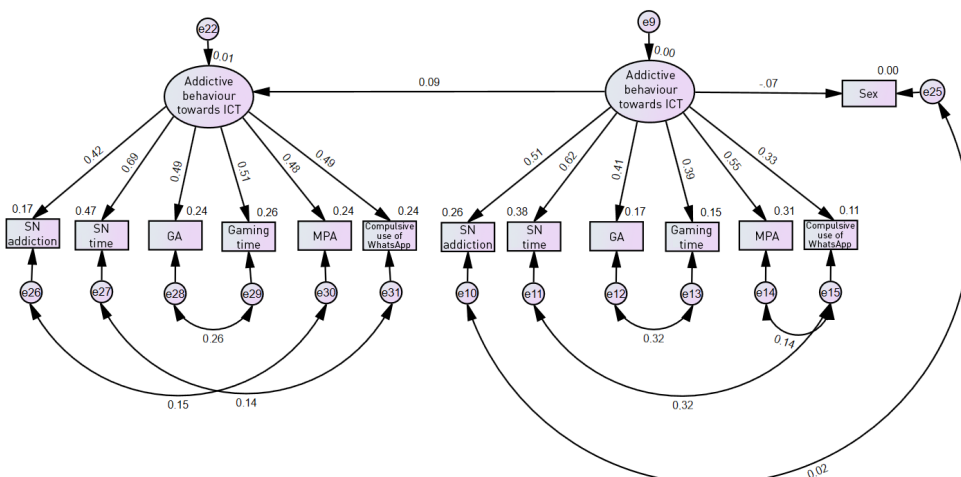 e22
e9
0.01
0.00
Addictive
behaviour
towards ICT
0.09
Addictive
behaviour
towards ICT
-.07
0.00
Sex
e25
0.42
0.69
0.49
0.51
0.48
0.49
0.51
0.62
0.41
0.39
0.55
0.33
0.17
0.47
0.24
0.26
0.24
0.24
0.26
0.38
0.17
0.15
0.31
0.11
SN
addiction
SN
time
GA
Gaming
time
MPA
Compulsive
use of
WhatsApp
SN
addiction
SN
time
GA
Gaming
time
MPA
Compulsive
use of
WhatsApp
e26
e27
e28
e29
e30
e31
e10
e11
e12
e13
e14
e15
0.26
0.32
0.14
0.15
0.14
0.32
0.02